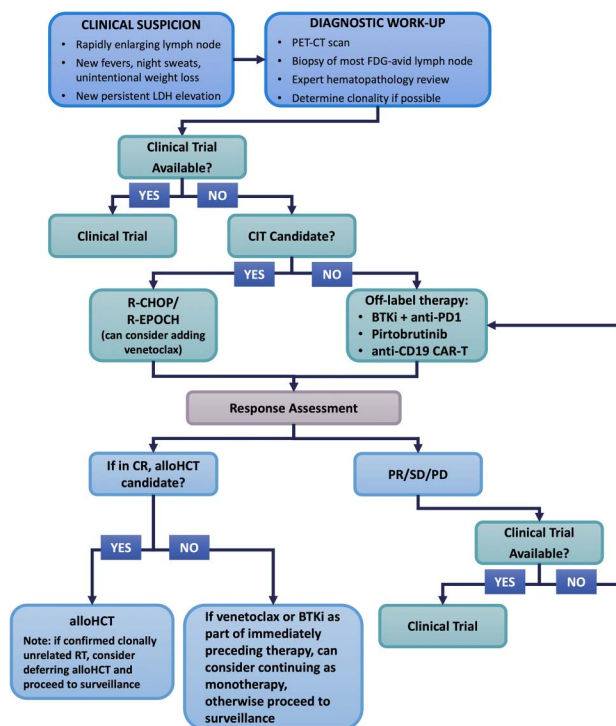 CLINICAL SUSPICION
• Rapidly enlarging lymph node
• New fevers, night sweats,
unintentional weight loss
• New persistent LDH elevation
DIAGNOSTIC WORK-UP
• PET-CT scan
• Biopsy of most FDG-avid lymph node
• Expert hematopathology review
• Determine clonality if possible
Clinical Trial
Available?
YES
NO
Clinical Trial
CIT Candidate?
YES
NO
R-CHOP/
R-EPOCH
(can consider adding
venetoclax)
Off-label therapy:
• BTKi + anti-PD1
• Pirtobrutinib
• anti-CD19 CAR-T
Response Assessment
If in CR, alloHCT
candidate?
PR/SD/PD
YES
NO
Clinical Trial
Available?
YES
NO
Clinical Trial
alloHCT
Note: if confirmed clonally
unrelated RT, consider
deferring alloHCT and
proceed to surveillance
If venetoclax or BTKi as
part of immediately
preceding therapy, can
consider continuing as
monotherapy,
otherwise proceed to
surveillance